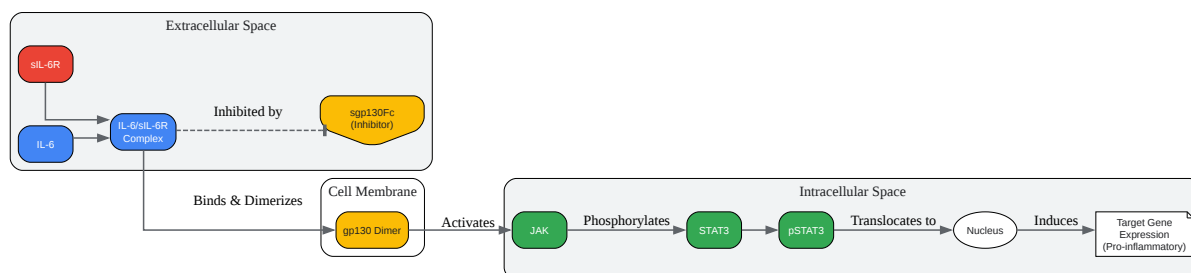 Extracellular Space
sIL-6R
IL-6
IL-6/sIL-6R
Complex
Inhibited by
sgp130Fc
(Inhibitor)
Binds & Dimerizes
Cell Membrane
gp130 Dimer
Activates
Intracellular Space
JAK
Phosphorylates
STAT3
pSTAT3
Translocates to
Nucleus
Induces
Target Gene
Expression
(Pro-inflammatory)